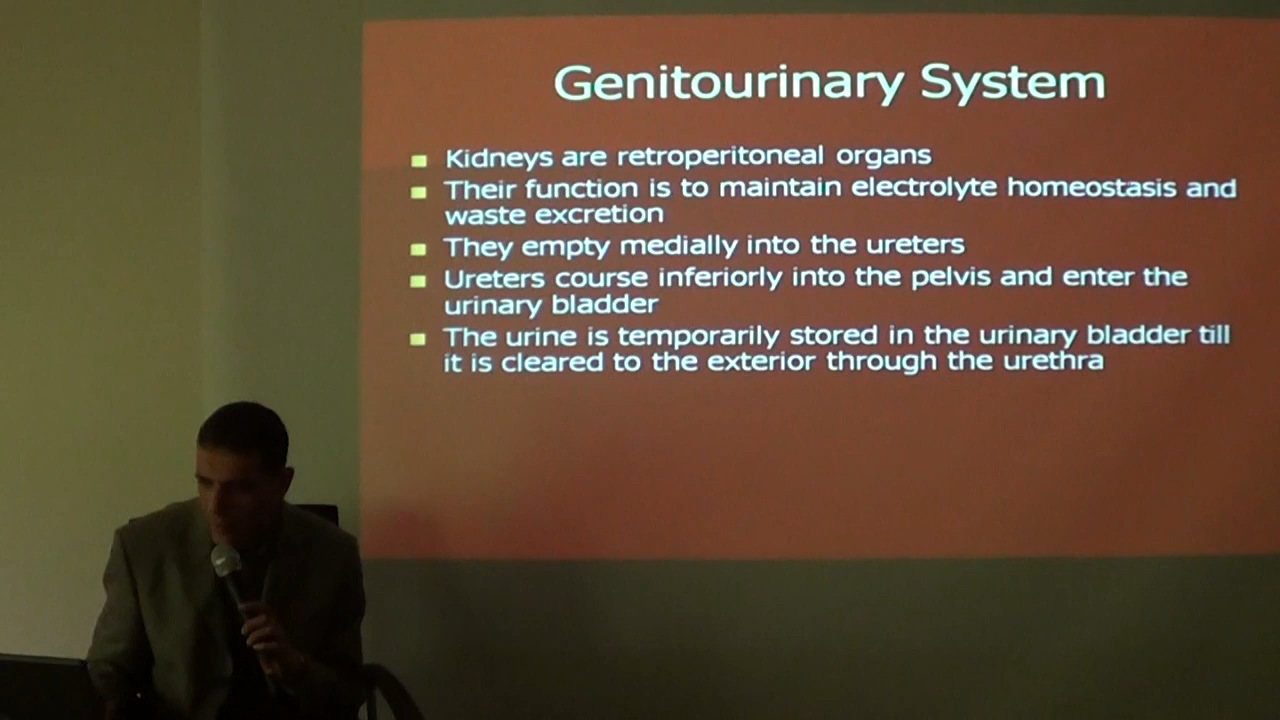 Genitourinary System
Kidneys are retroperitoneal organs
Their function is to maintain electrolyte homeostasis and
waste excretion
They empty medially into the ureters
Ureters course inferiorly into the pelvis and enter the
urinary bladder
The urine is temporarily stored in the urinary bladder till
it is cleared to the exterior through the urethra